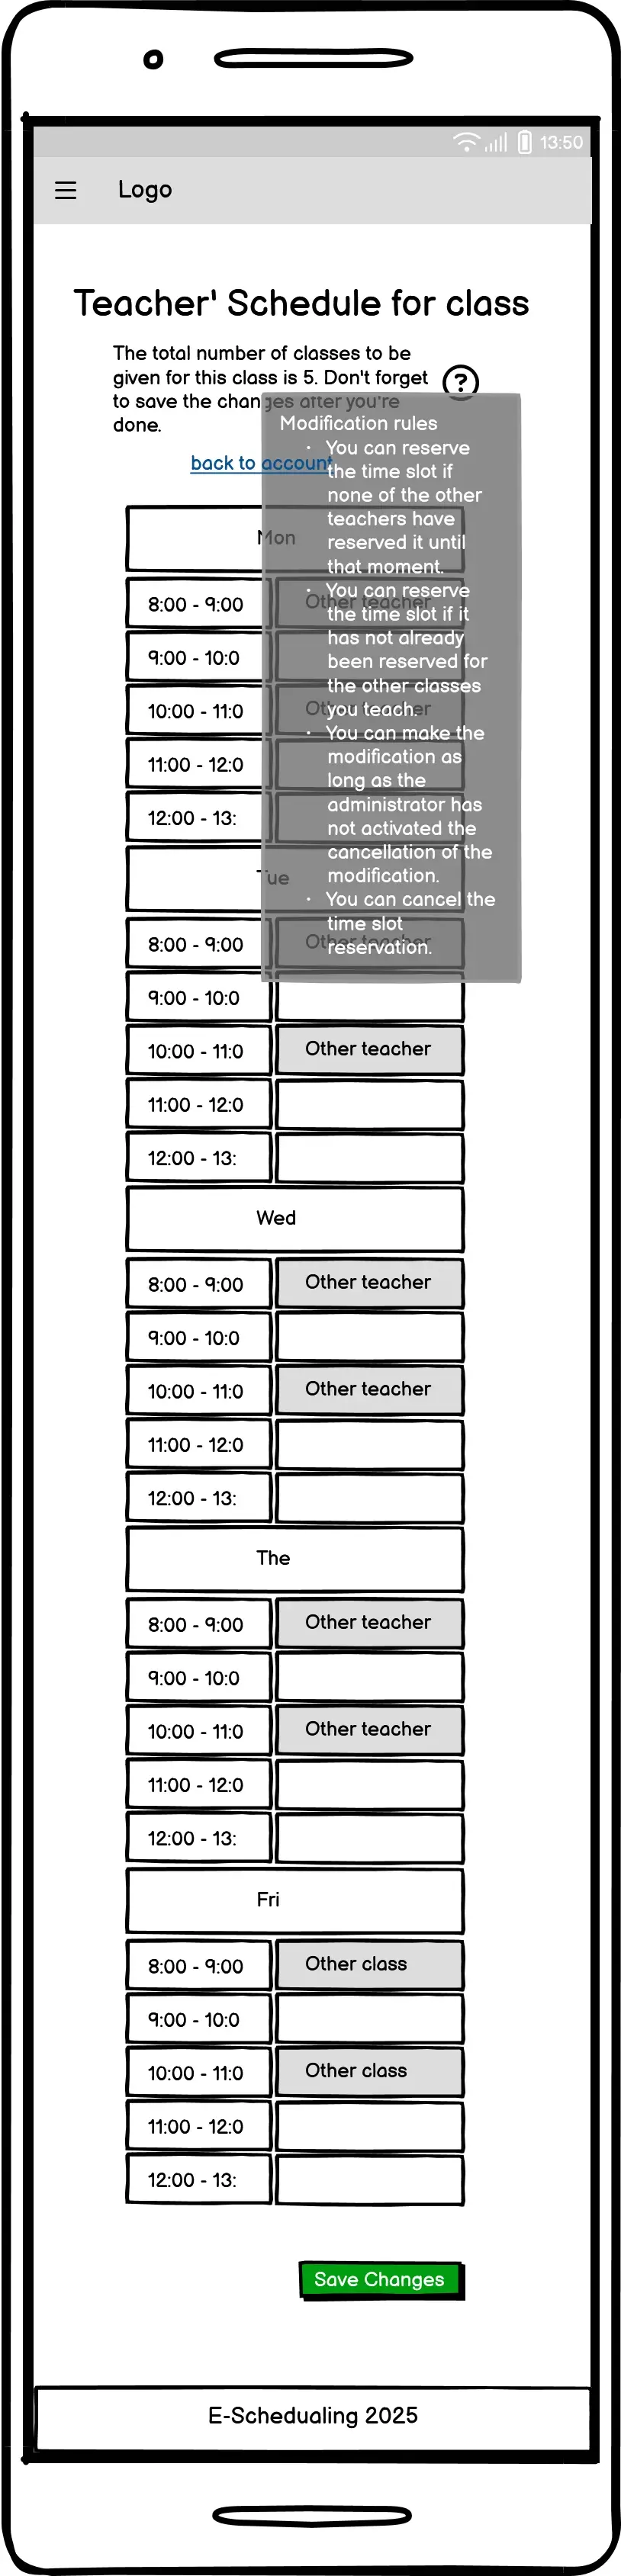 13:50
Logo
Teacher' Schedule for class
The total number of classes to be
given for this class is 5. Don't forget
to save the changes after you're
done.
?
back to account
Modification rules
· You can reserve
the time slot if
none of the other
teachers have
reserved it until
that moment.
· You can reserve
the time slot if it
has not already
been reserved for
the other classes
you teach.
· You can make the
modification as
long as the
administrator has
not activated the
cancellation of the
modification.
· You can cancel the
time slot
reservation.
Mon
8:00 - 9:00 Other teacher
9:00 - 10:0
10:00 - 11:0 Other teacher
11:00 - 12:0
12:00 - 13:
Tue
8:00 - 9:00 Other teacher
9:00 - 10:0
10:00 - 11:0 Other teacher
11:00 - 12:0
12:00 - 13:
Wed
8:00 - 9:00 Other teacher
9:00 - 10:0
10:00 - 11:0 Other teacher
11:00 - 12:0
12:00 - 13:
The
8:00 - 9:00 Other teacher
9:00 - 10:0
10:00 - 11:0 Other teacher
11:00 - 12:0
12:00 - 13:
Fri
8:00 - 9:00 Other class
9:00 - 10:0
10:00 - 11:0 Other class
11:00 - 12:0
12:00 - 13:
Save Changes
E-Schedualing 2025